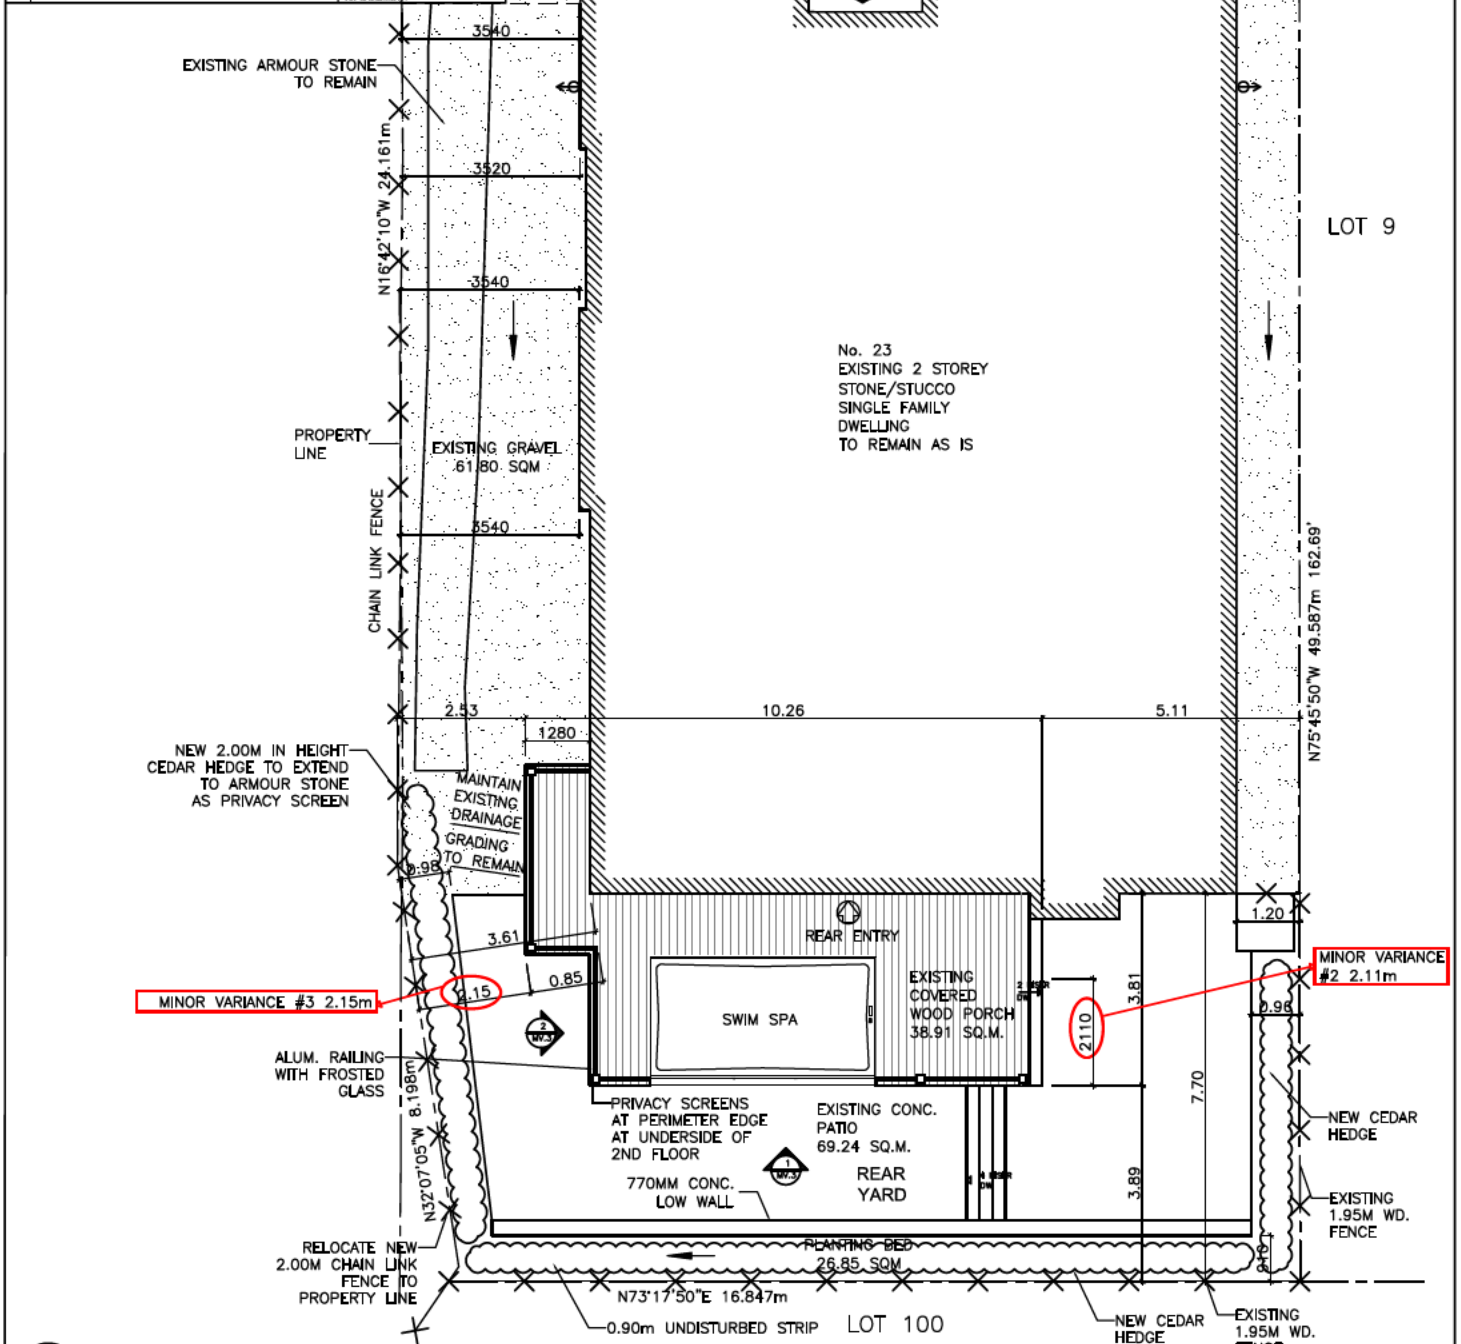 3540
EXISTING ARMOUR STONE
TO REMAIN
N16°42'10"W 24.161m
3520
LOT 9
3540
No. 23
EXISTING 2 STOREY
STONE/STUCCO
SINGLE FAMILY
DWELLING
TO REMAIN AS IS
PROPERTY
LINE
EXISTING GRAVEL
61.80 SQM
CHAIN LINK FENCE
3540
N75°45'50"W 49.587m 162.69'
2.53
10.26
5.11
1280
NEW 2.00M IN HEIGHT
CEDAR HEDGE TO EXTEND
TO ARMOUR STONE
AS PRIVACY SCREEN
MAINTAIN
EXISTING
DRAINAGE
GRADING
TO REMAIN
0.98
3.61
0.85
2.15
MINOR VARIANCE #3 2.15m
REAR ENTRY
SWIM SPA
EXISTING
COVERED
WOOD PORCH
38.91 SQ.M.
2110
3.81
1.20
MINOR VARIANCE
#2 2.11m
0.96
2
MV.3
ALUM. RAILING
WITH FROSTED
GLASS
N32°07'05"W 8.198m
PRIVACY SCREENS
AT PERIMETER EDGE
AT UNDERSIDE OF
2ND FLOOR
EXISTING CONC.
PATIO
69.24 SQ.M.
7.70
NEW CEDAR
HEDGE
1
MV.3
REAR
YARD
770MM CONC.
LOW WALL
3.89
EXISTING
1.95M WD.
FENCE
RELOCATE NEW
2.00M CHAIN LINK
FENCE TO
PROPERTY LINE
PLANTING BED
26.85 SQM
910
N73°17'50"E 16.847m
0.90m UNDISTURBED STRIP
LOT 100
NEW CEDAR
HEDGE
EXISTING
1.95M WD.